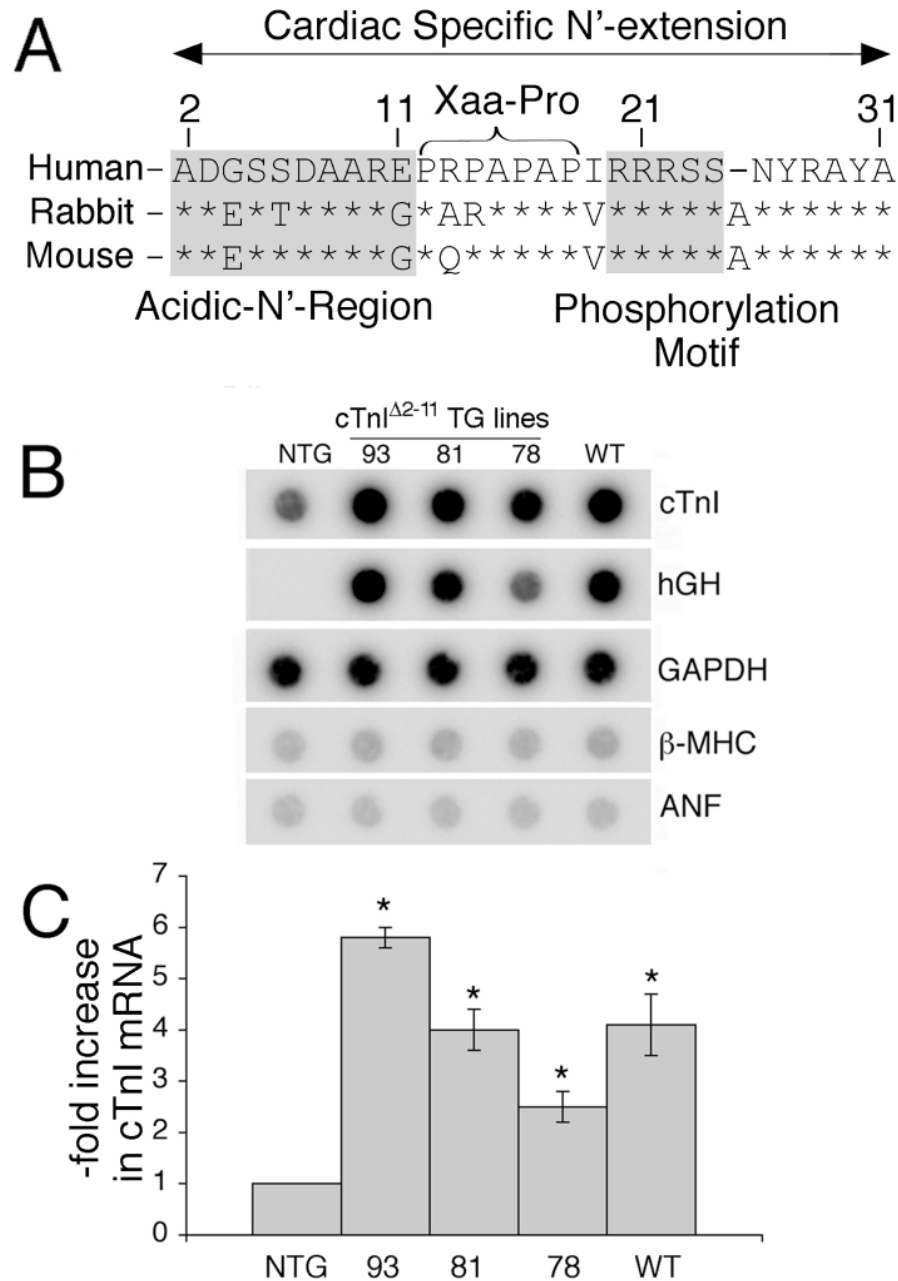 A
Cardiac Specific N'-extension
2 11 Xaa-Pro 21 31
Human-ADGSSDAAREPRPAPAPIRRRSS-NYRAYA
Rabbit -**E*T****G*AR****V*****A******
Mouse -**E******G*Q*****V*****A******
Acidic-N'-Region
Phosphorylation
Motif
B
cTnIΔ2-11 TG lines
NTG 93 81 78 WT
cTnI
hGH
GAPDH
β-MHC
ANF
C
-fold increase
in cTnI mRNA
7
6
5
4
3
2
1
0
* * * *
NTG 93 81 78 WT